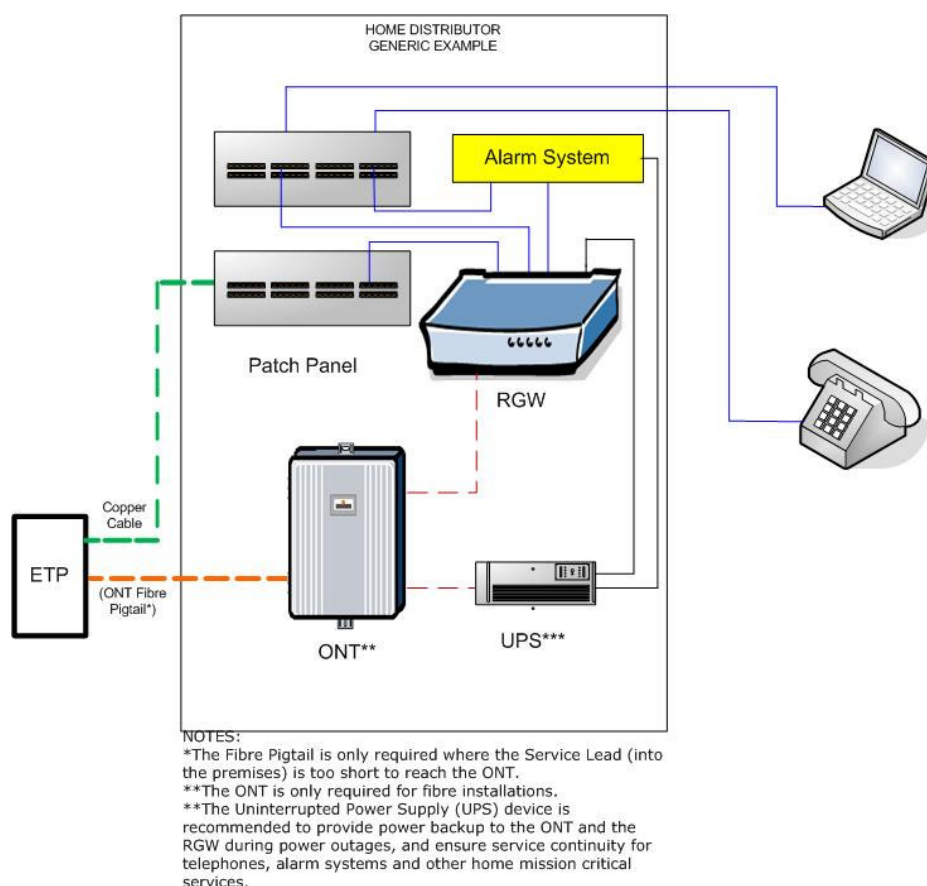 HOME DISTRIBUTOR
GENERIC EXAMPLE
Alarm System
Patch Panel
RGW
Copper
Cable
ETP
(ONT Fibre
Pigtail*)
ONT**
UPS***
NOTES:
*The Fibre Pigtail is only required where the Service Lead (into
the premises) is too short to reach the ONT.
**The ONT is only required for fibre installations.
**The Uninterrupted Power Supply (UPS) device is
recommended to provide power backup to the ONT and the
RGW during power outages, and ensure service continuity for
telephones, alarm systems and other home mission critical
services.